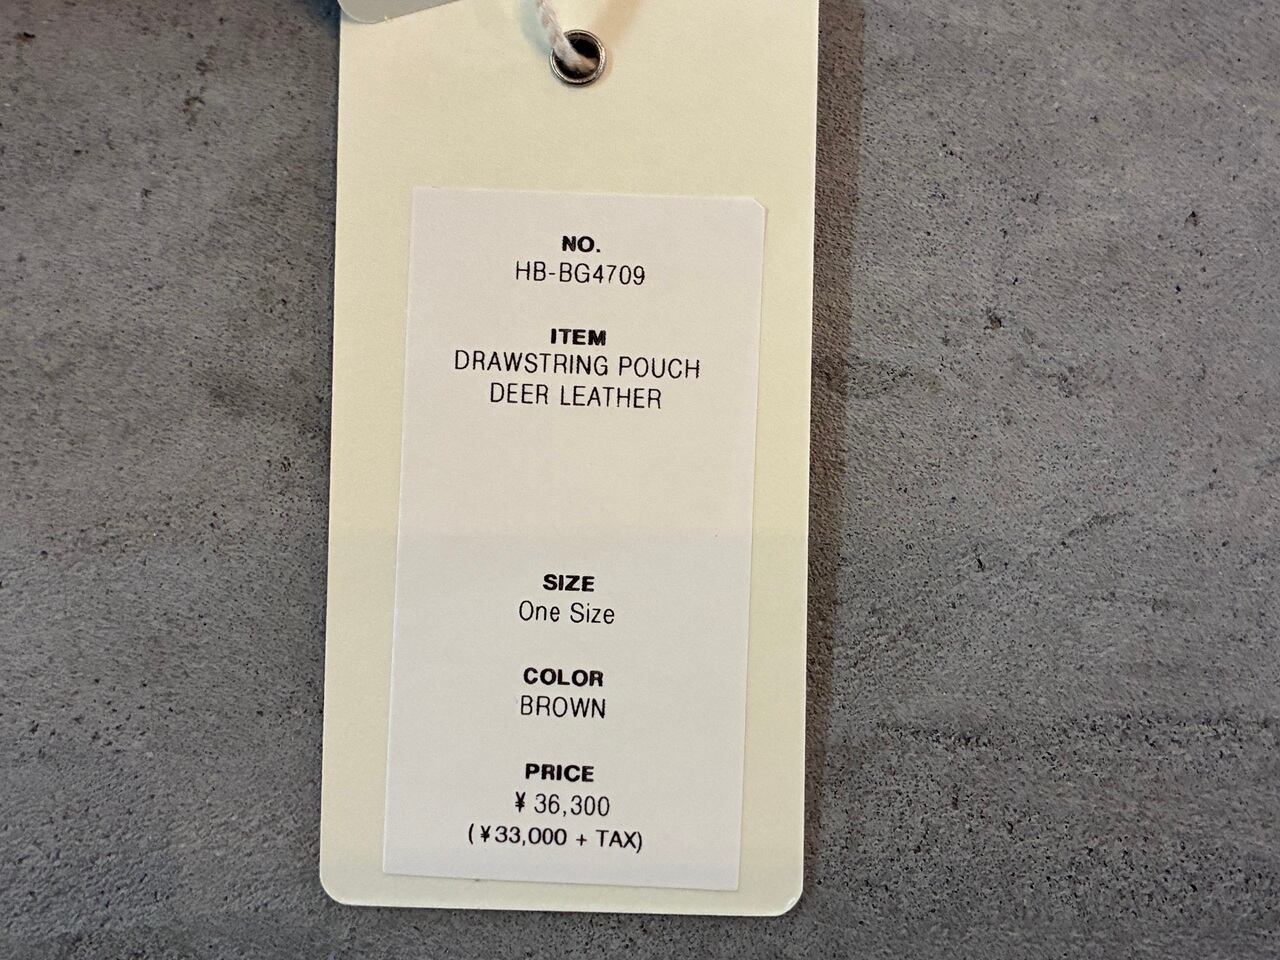 NO.
HB-BG4709
ITEM
DRAWSTRING POUCH
DEER LEATHER
SIZE
One Size
COLOR
BROWN
PRICE
¥ 36,300
(¥33,000 + TAX)